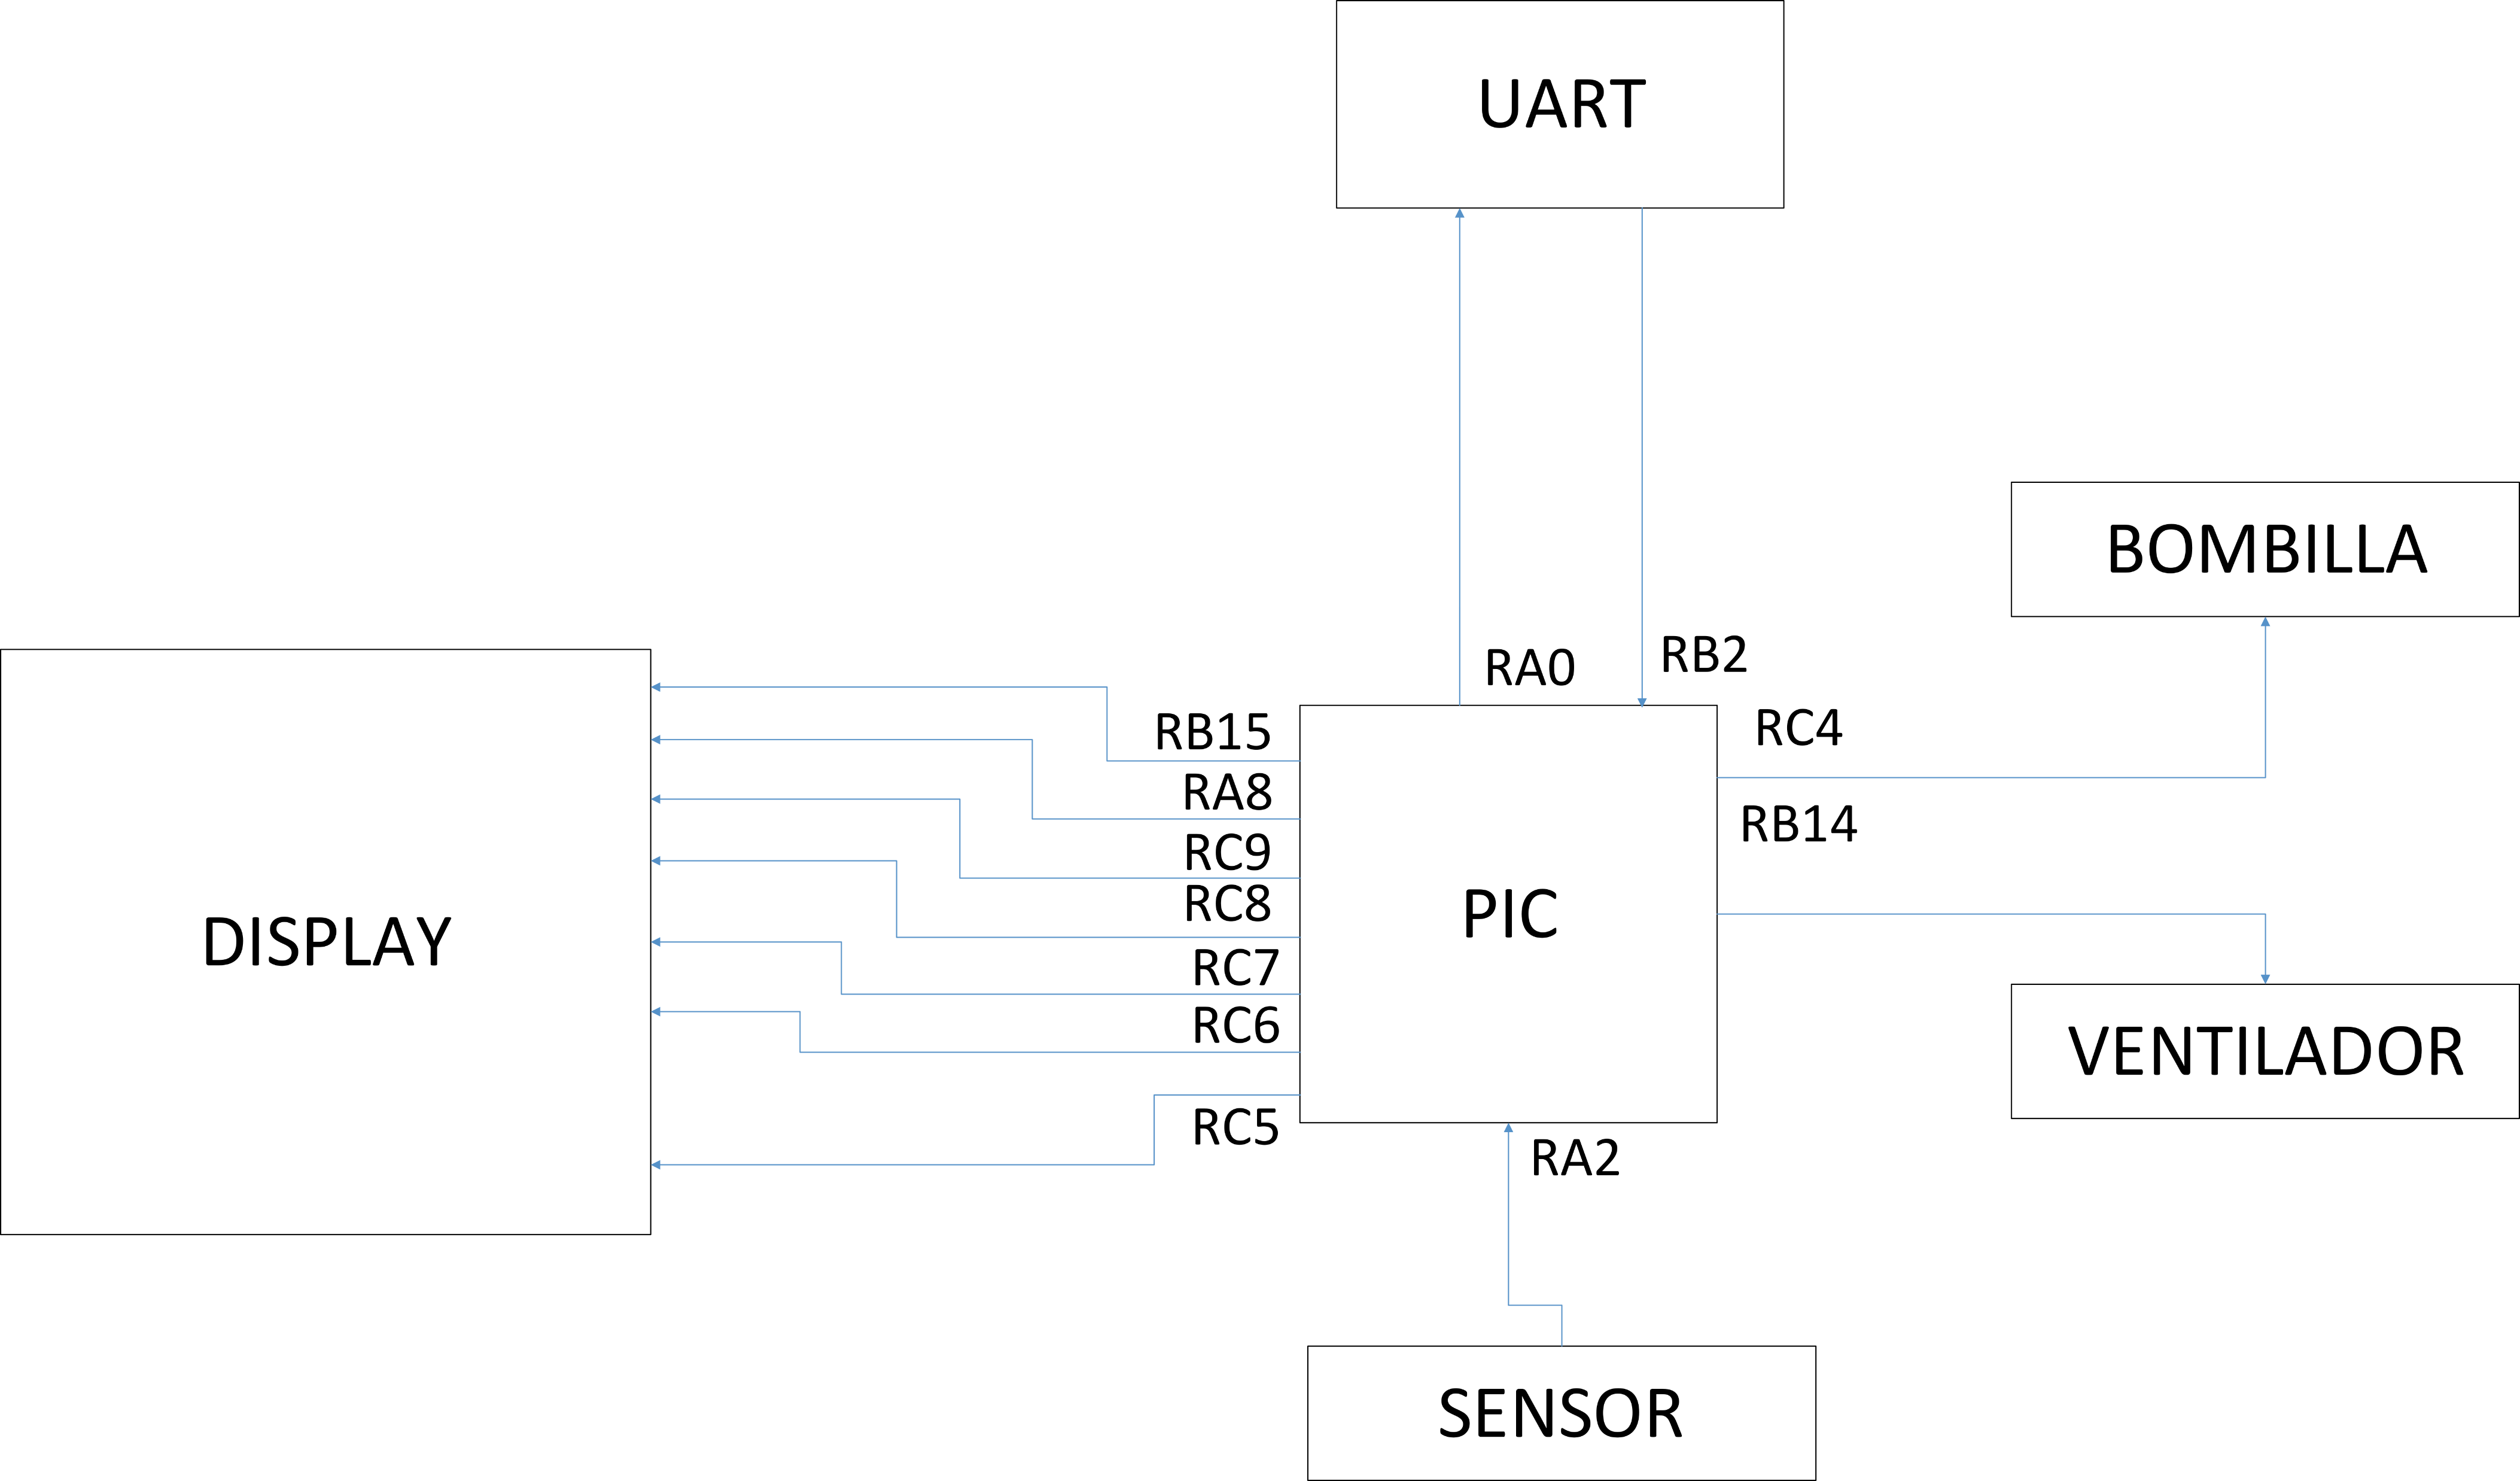 UART
BOMBILLA
RA0
RB2
RB15
RC4
RA8
RB14
RC9
RC8
PIC
DISPLAY
RC7
RC6
VENTILADOR
RC5
RA2
SENSOR